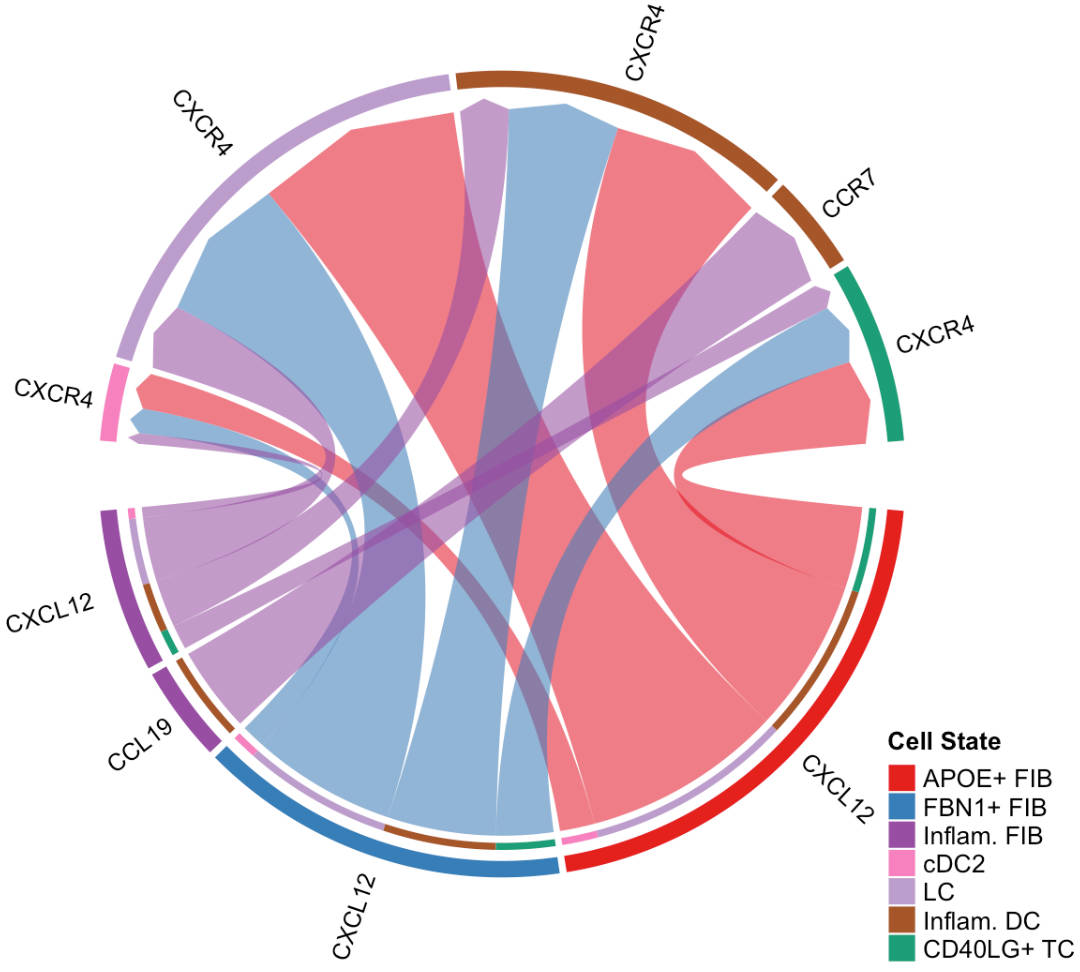 CXCR4
CXCR4
CCR7
CXCR4
CXCR4
CXCL12
CCL19
CXCL12
CXCL12
Cell State
APOE+ FIB
FBN1+ FIB
Inflam. FIB
cDC2
LC
Inflam. DC
CD40LG+ TC